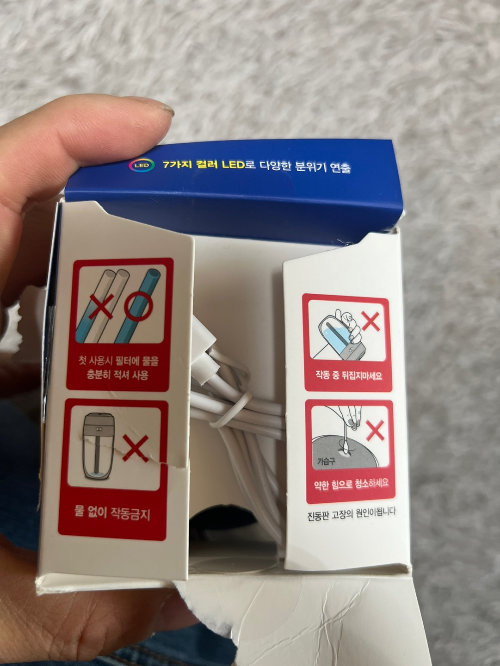 LED
7가지 컬러 LED로 다양한 분위기 연출
첫 사용시 필터에 물을
충분히 적셔 사용
물 없이 작동금지
작동 중 뒤집지마세요
가습구
약한 힘으로 청소하세요
진동판 고장의 원인이됩니다